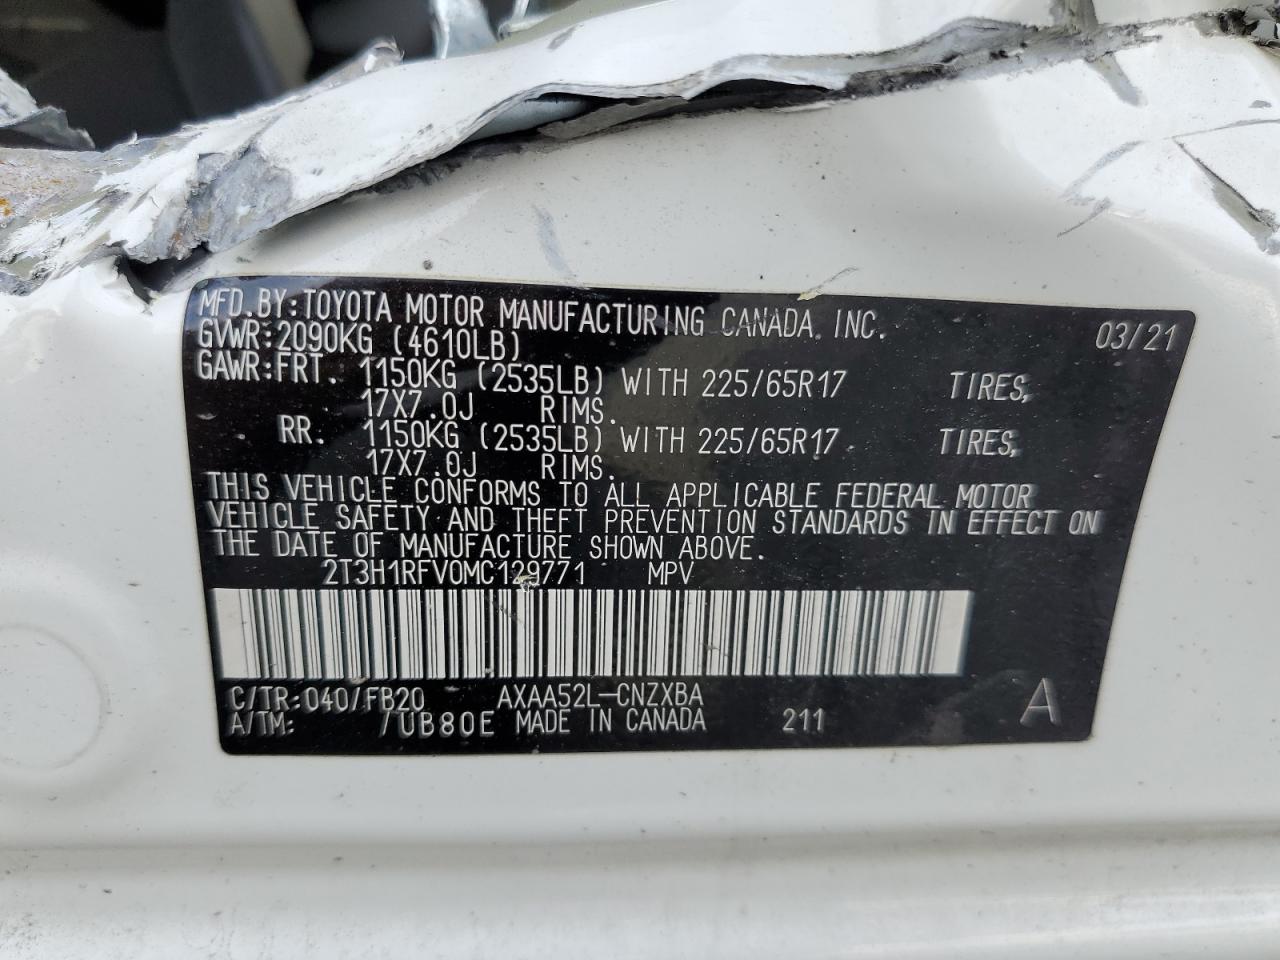 MFD.BY:TOYOTA MOTOR MANUFACTURING CANADA INC. 03/21
GVWR:2090KG (4610LB)
GAWR:FRT. 1150KG (2535LB) WITH 225/65R17 TIRES,
17X7.0J RIMS.
RR. 1150KG (2535LB) WITH 225/65R17 TIRES,
17X7.0J RIMS.
THIS VEHICLE CONFORMS TO ALL APPLICABLE FEDERAL MOTOR
VEHICLE SAFETY AND THEFT PREVENTION STANDARDS IN EFFECT ON
THE DATE OF MANUFACTURE SHOWN ABOVE.
2T3H1RFV0MC129771 MPV
C/TR:040/FB20 AXAA52L-CNZXBA
A/TM: /UB80E MADE IN CANADA 211 A